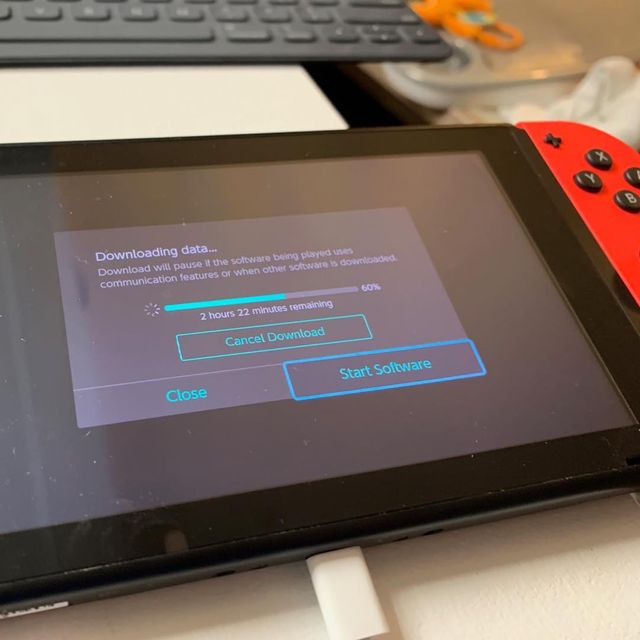 Downloading data...
Download will pause if the software being played uses
communication features or when other software is downloaded.
60%
2 hours 22 minutes remaining
Cancel Download
Close
Start Software
X
Y
A
B